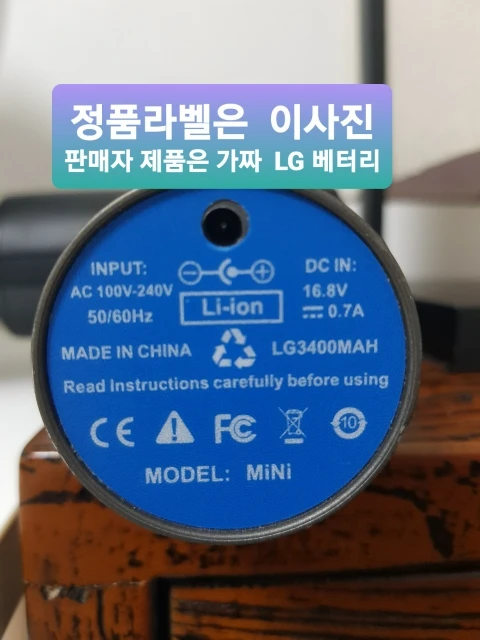 정품라벨은 이사진
판매자 제품은 가짜 LG 베터리
INPUT:
AC 100V-240V
50/60Hz
Li-ion
DC IN:
16.8V
0.7A
MADE IN CHINA
LG3400MAH
Read Instructions carefully before using
CE FC 10
MODEL: MiNi